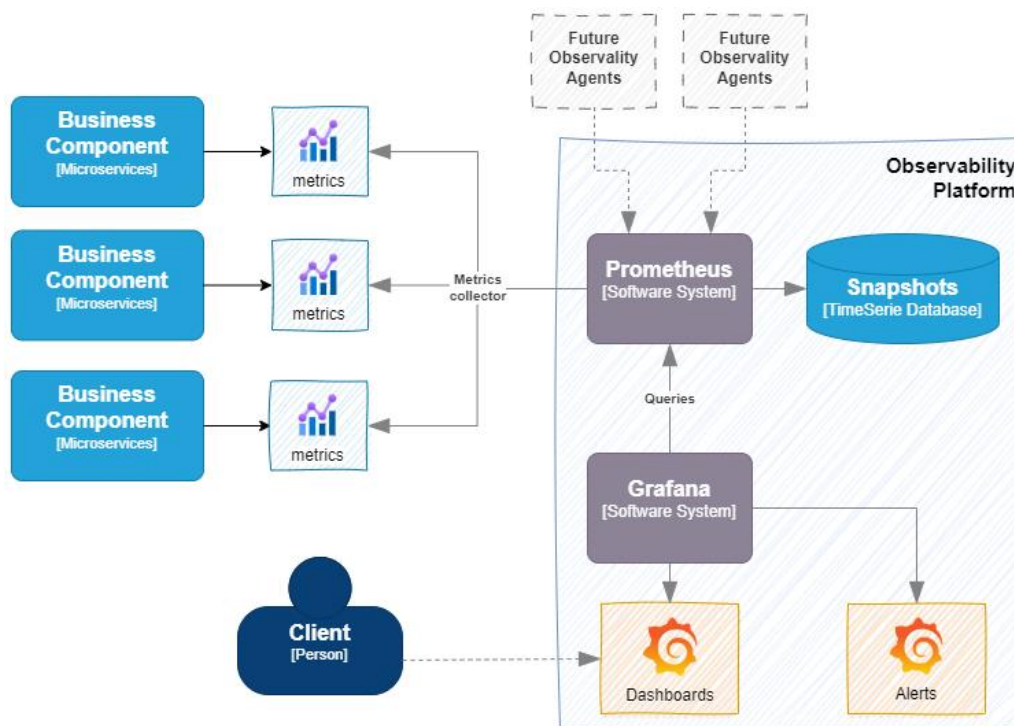 Future
Observality
Agents
Future
Observality
Agents
Business
Component
[Microservices]
metrics
Observability
Platform
Business
Component
[Microservices]
metrics
Metrics
collector
Prometheus
[Software System]
Snapshots
[TimeSerie Database]
Business
Component
[Microservices]
metrics
Queries
Grafana
[Software System]
Client
[Person]
Dashboards
Alerts